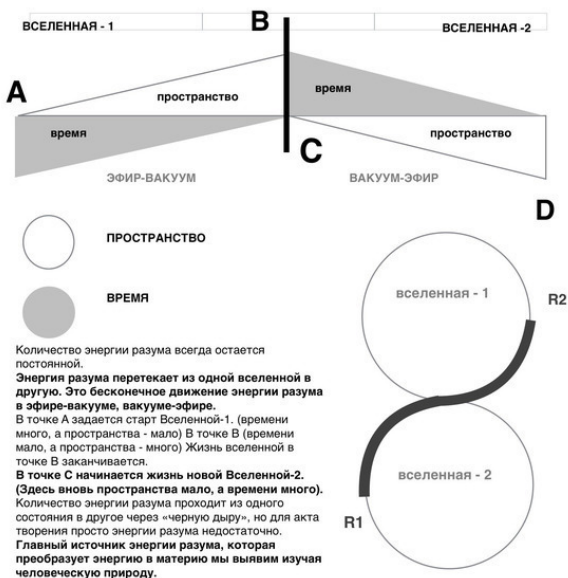 ВСЕЛЕННАЯ - 1
B
ВСЕЛЕННАЯ -2
A
пространство
время
время
пространство
C
ЭФИР-ВАКУУМ
ВАКУУМ-ЭФИР
D
ПРОСТРАНСТВО
ВРЕМЯ
вселенная - 1
R2
вселенная - 2
R1
Количество энергии разума всегда остается
постоянной.
Энергия разума перетекает из одной вселенной в
другую. Это бесконечное движение энергии разума
в эфире-вакууме, вакууме-эфире.
В точке А задается старт Вселенной-1. (времени
много, а пространства - мало) В точке В (времени
мало, а пространства - много) Жизнь вселенной в
точке В заканчивается.
В точке С начинается жизнь новой Вселенной-2.
(Здесь вновь пространства мало, а времени много).
Количество энергии разума проходит из одного
состояния в другое через «черную дыру», но для акта
творения просто энергии разума недостаточно.
Главный источник энергии разума, которая
преобразует энергию в материю мы выявим изучая
человеческую природу.